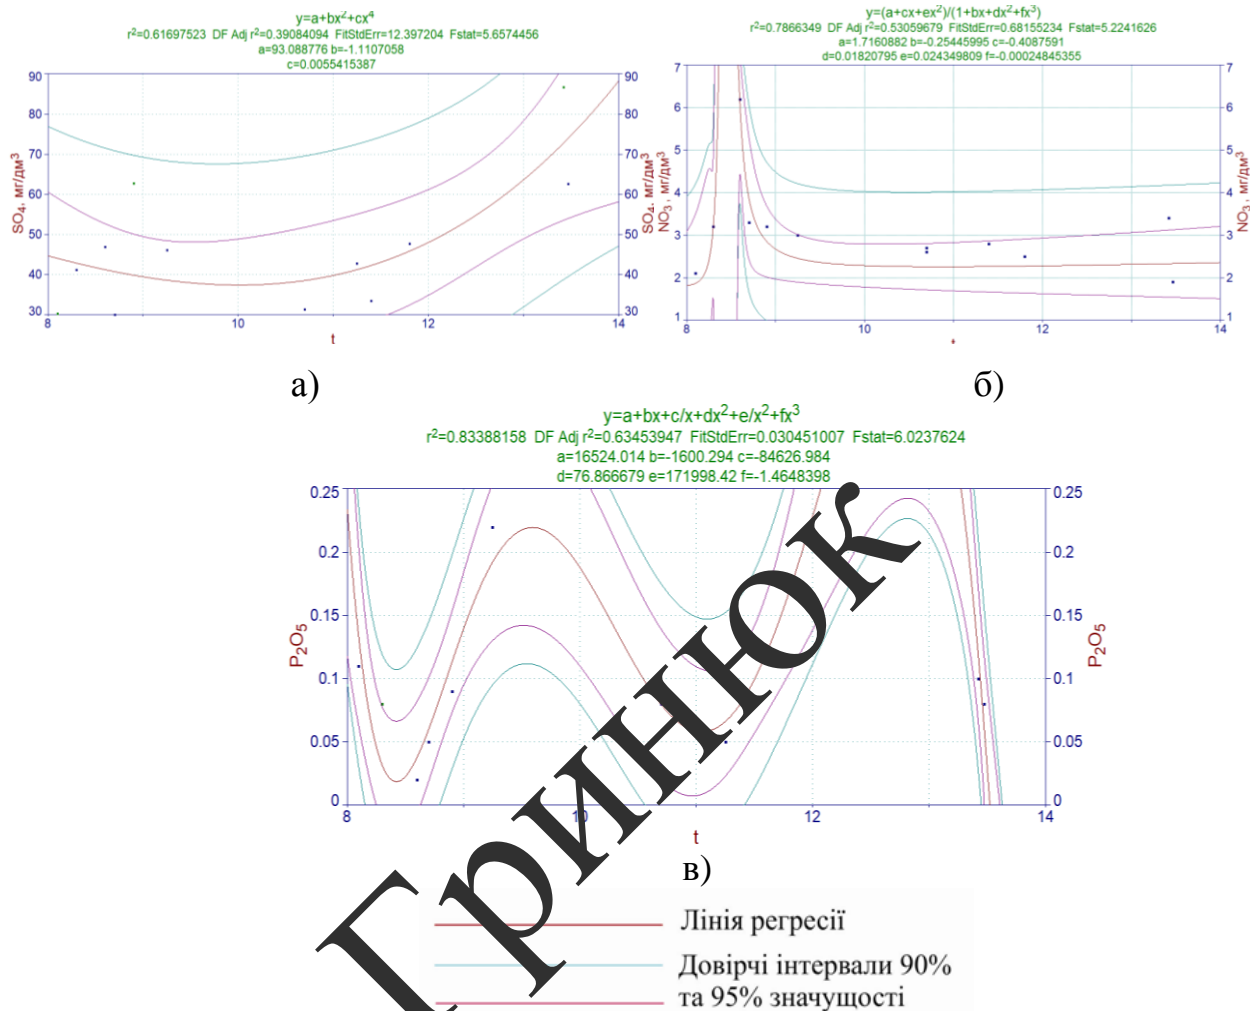 y=a+bx²+cx⁴
r²=0.61697523 DF Adj r²=0.39084094 FitStdErr=12.397204 Fstat=5.6574456
a=93.088776 b=-1.1107058
c=0.0055415387
90 80 70 60 50 40 30
SO₄, мг/дм³
8 10 12 14
t
90 80 70 60 50 40 30
SO₄, мг/дм³
а)
y=(a+cx+ex²)/(1+bx+dx²+fx³)
r²=0.7866349 DF Adj r²=0.53059679 FitStdErr=0.68155234 Fstat=5.2241626
a=1.7160882 b=-0.25445995 c=-0.4087591
d=0.01820795 e=0.024349809 f=-0.00024845355
7 6 5 4 3 2 1
NO₃, мг/дм³
8 10 12 14
7 6 5 4 3 2 1
NO₃, мг/дм³
б)
y=a+bx+c/x+dx²+e/x²+fx³
r²=0.83388158 DF Adj r²=0.63453947 FitStdErr=0.030451007 Fstat=6.0237624
a=16524.014 b=-1600.294 c=-84626.984
d=76.866679 e=171998.42 f=-1.4648398
0.25 0.2 0.15 0.1 0.05 0
P₂O₅
8 10 12 14
t
0.25 0.2 0.15 0.1 0.05 0
P₂O₅
в)
Гринюк
Лінія регресії
Довірчі інтервали 90%
та 95% значущості